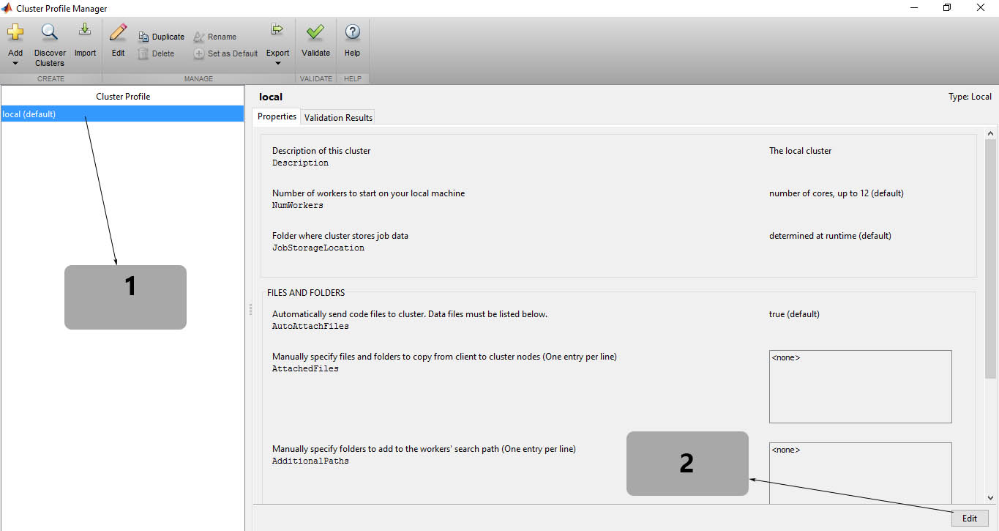 Cluster Profile Manager
Add
Discover
Clusters
Import
Edit
Duplicate
Delete
Rename
Set as Default
Export
Validate
Help
CREATE
MANAGE
VALIDATE
HELP
Cluster Profile
local (default)
1
local
Type: Local
Properties
Validation Results
Description of this cluster
Description
The local cluster
Number of workers to start on your local machine
NumWorkers
number of cores, up to 12 (default)
Folder where cluster stores job data
JobStorageLocation
determined at runtime (default)
FILES AND FOLDERS
Automatically send code files to cluster. Data files must be listed below.
AutoAttachFiles
true (default)
Manually specify files and folders to copy from client to cluster nodes (One entry per line)
AttachedFiles
<none>
Manually specify folders to add to the workers' search path (One entry per line)
AdditionalPaths
<none>
2
Edit